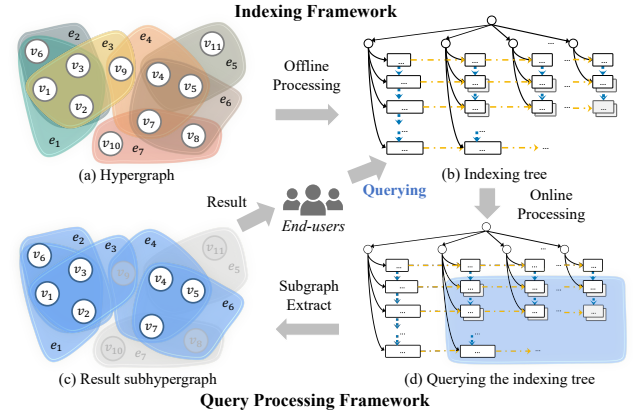 Indexing Framework
e2 e3 e4
v6 v11
v3 v9 v4 e5
v1 v5
v2 e6
v7 v8
e1 v10 e7
(a) Hypergraph
Offline
Processing
...
... ... ... ...
... ... ... ...
... ... ... ... ...
... ...
... ... ...
(b) Indexing tree
Result
End-users
Querying
Online
Processing
e2 e3 e4
v6 v11
v3 v9 v4 e5
v1 v5 e6
v2 v7
e1 v10 e7 v8
(c) Result subhypergraph
Subgraph
Extract
...
... ... ... ...
... ... ... ...
... ... ... ... ...
... ...
... ... ...
(d) Querying the indexing tree
Query Processing Framework